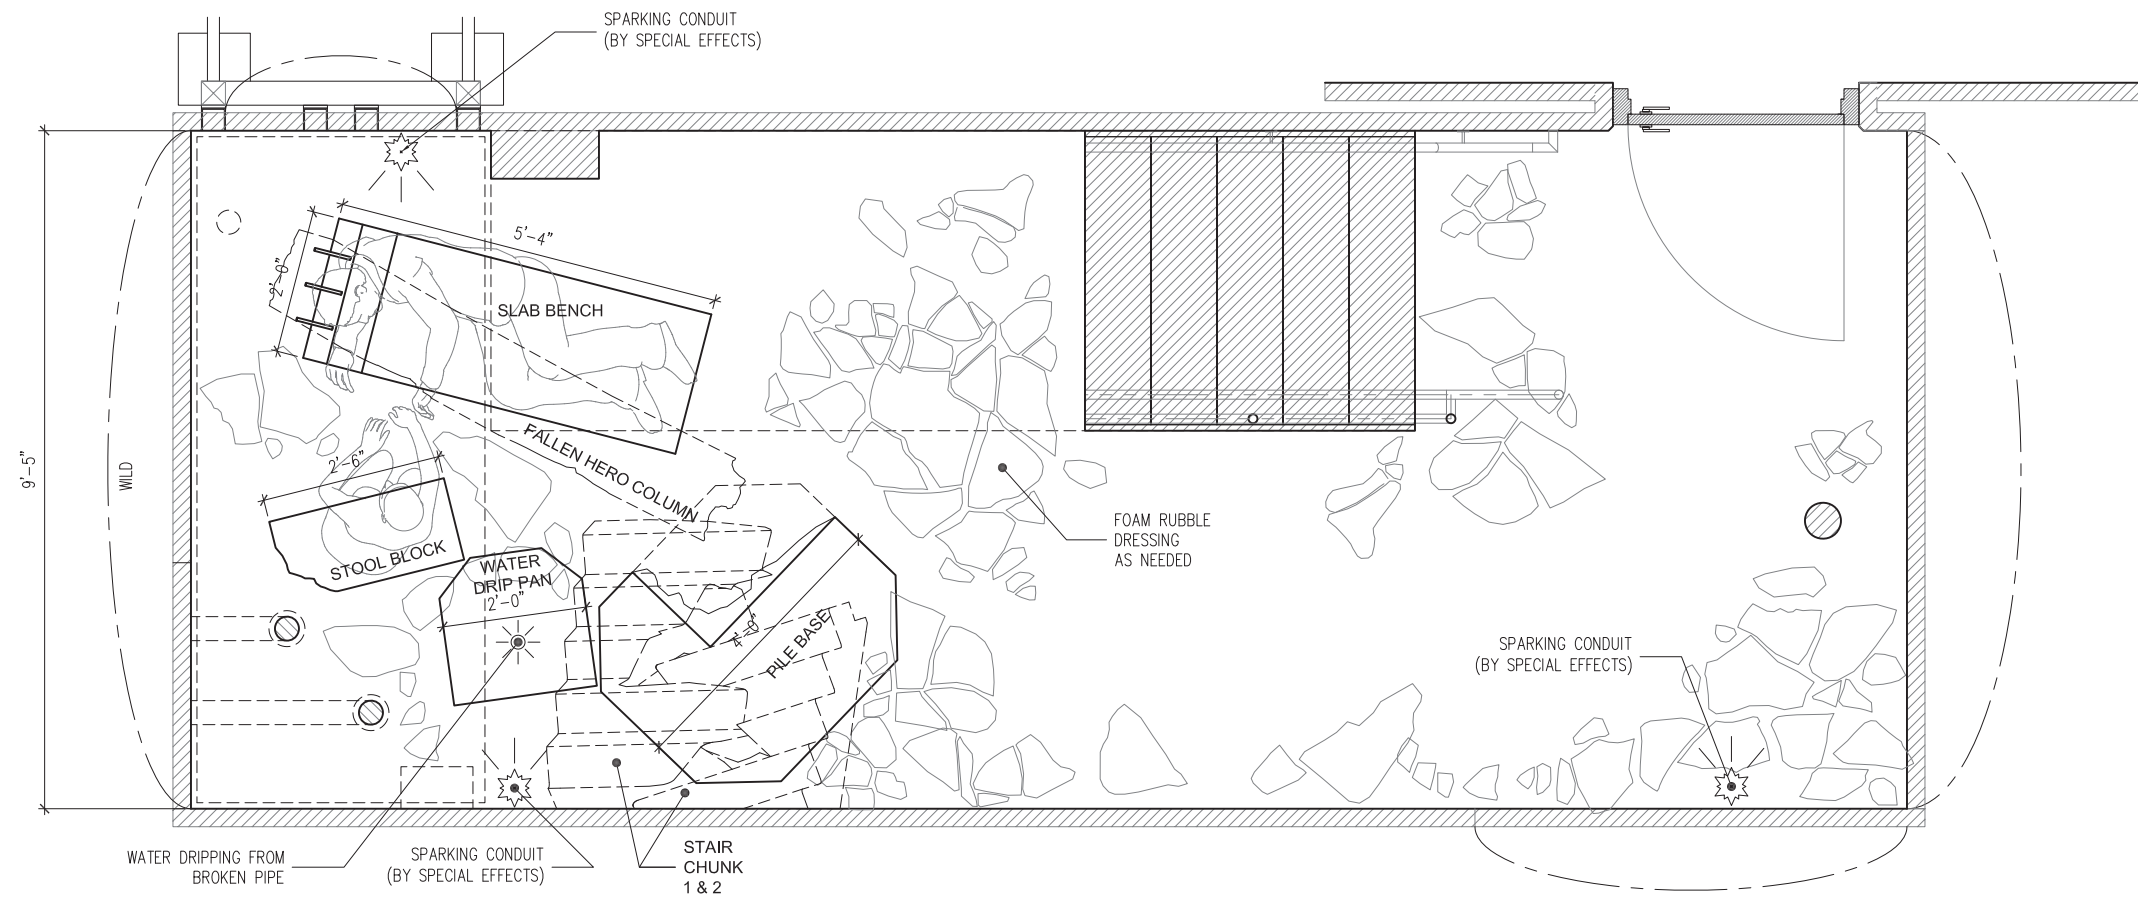 SPARKING CONDUIT
(BY SPECIAL EFFECTS)
5'-4"
2'-0"
SLAB BENCH
9'-5"
WILD
2'-6"
FALLEN HERO COLUMN
STOOL BLOCK
WATER
DRIP PAN
2'-0"
4'-0"
PILE BASE
FOAM RUBBLE
DRESSING
AS NEEDED
SPARKING CONDUIT
(BY SPECIAL EFFECTS)
WATER DRIPPING FROM
BROKEN PIPE
SPARKING CONDUIT
(BY SPECIAL EFFECTS)
STAIR
CHUNK
1 & 2